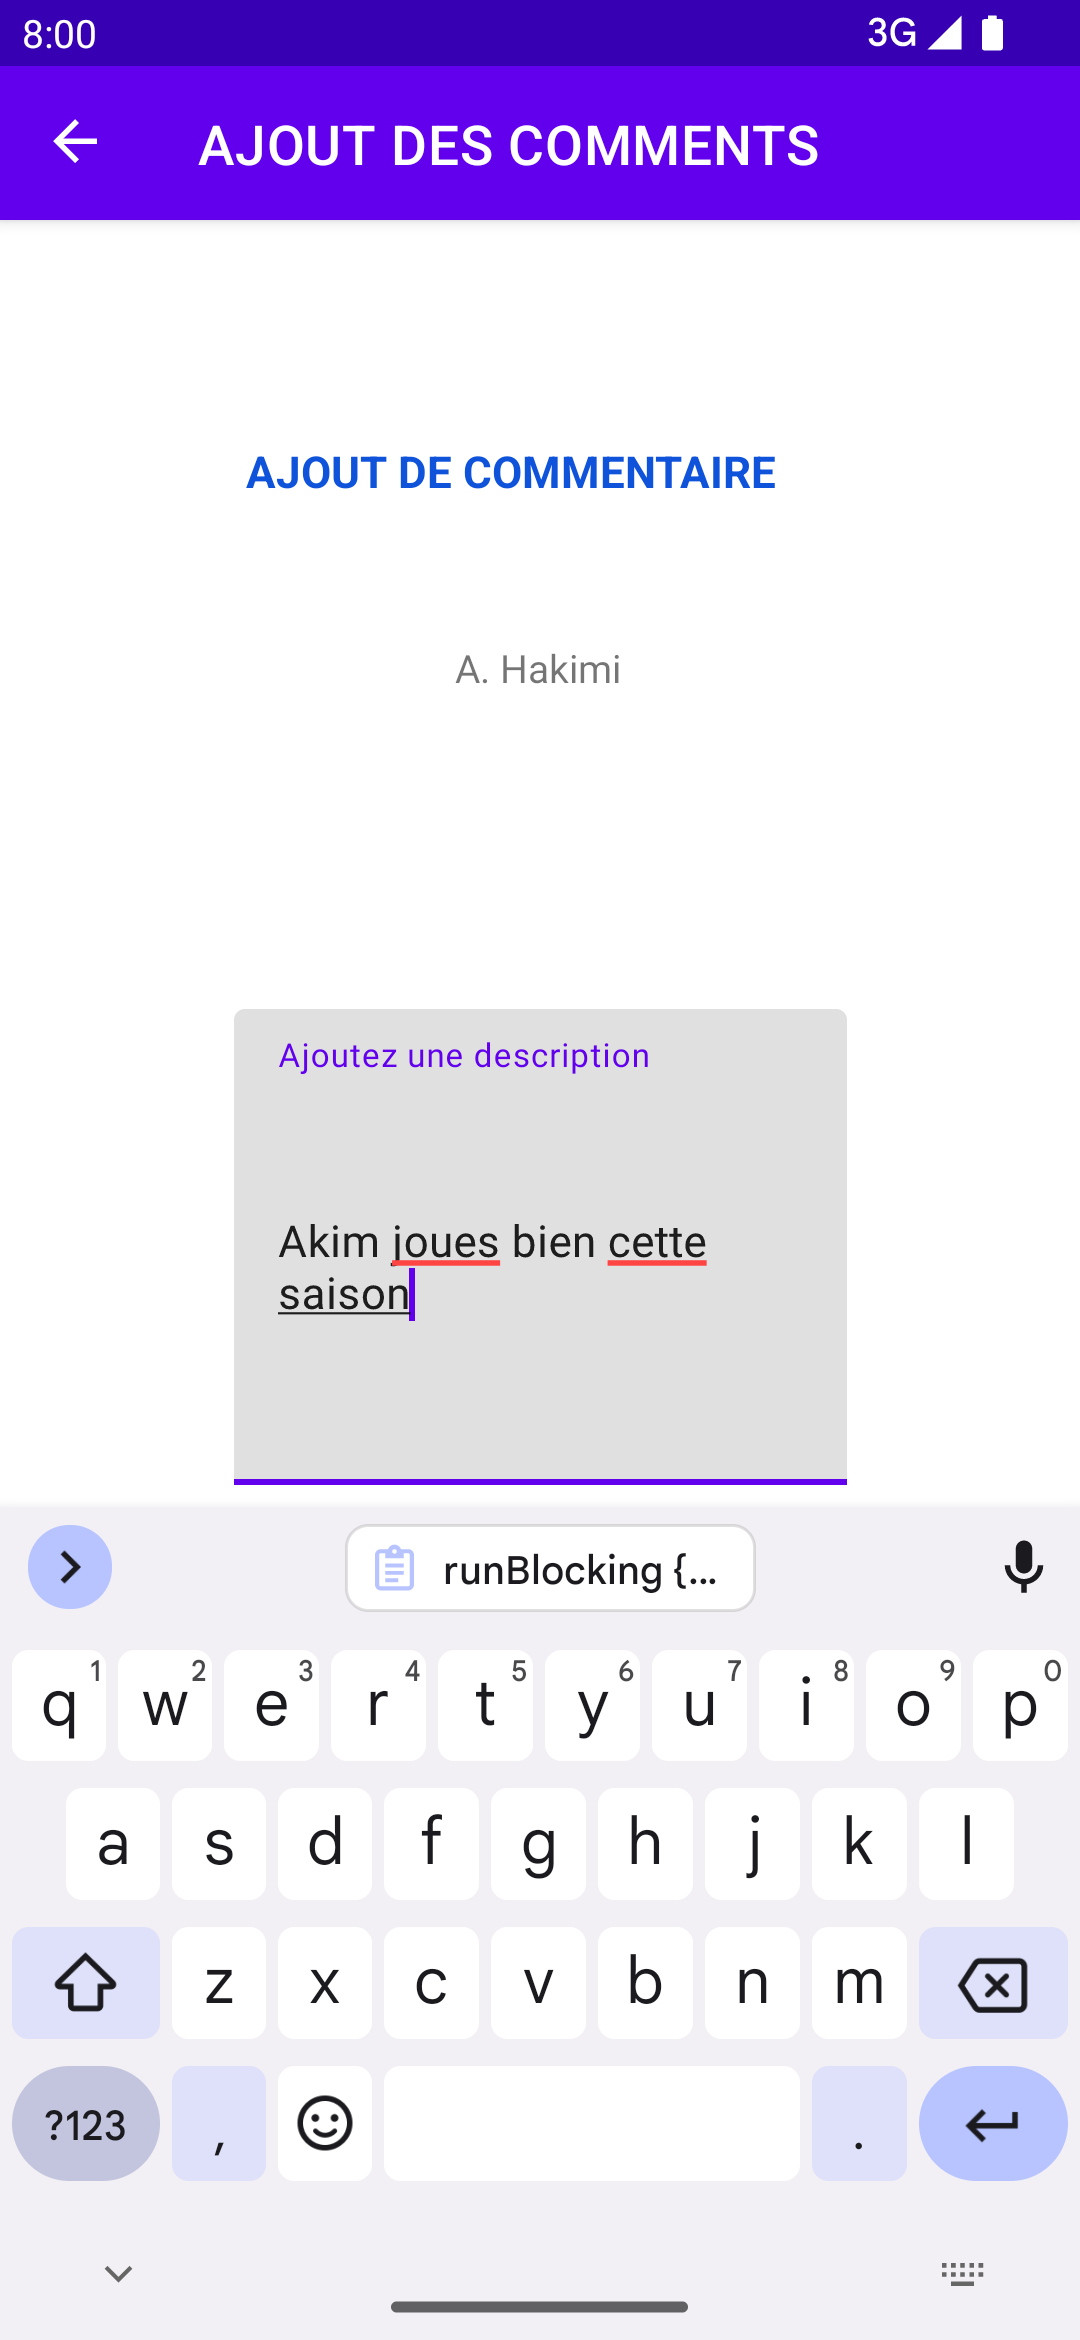 8:00 3G
AJOUT DES COMMENTS
AJOUT DE COMMENTAIRE
A. Hakimi
Ajoutez une description
Akim joues bien cette
saison
runBlocking {...
q 1 w 2 e 3 r 4 t 5 y 6 u 7 i 8 o 9 p 0
a s d f g h j k l
z x c v b n m
?123 , .